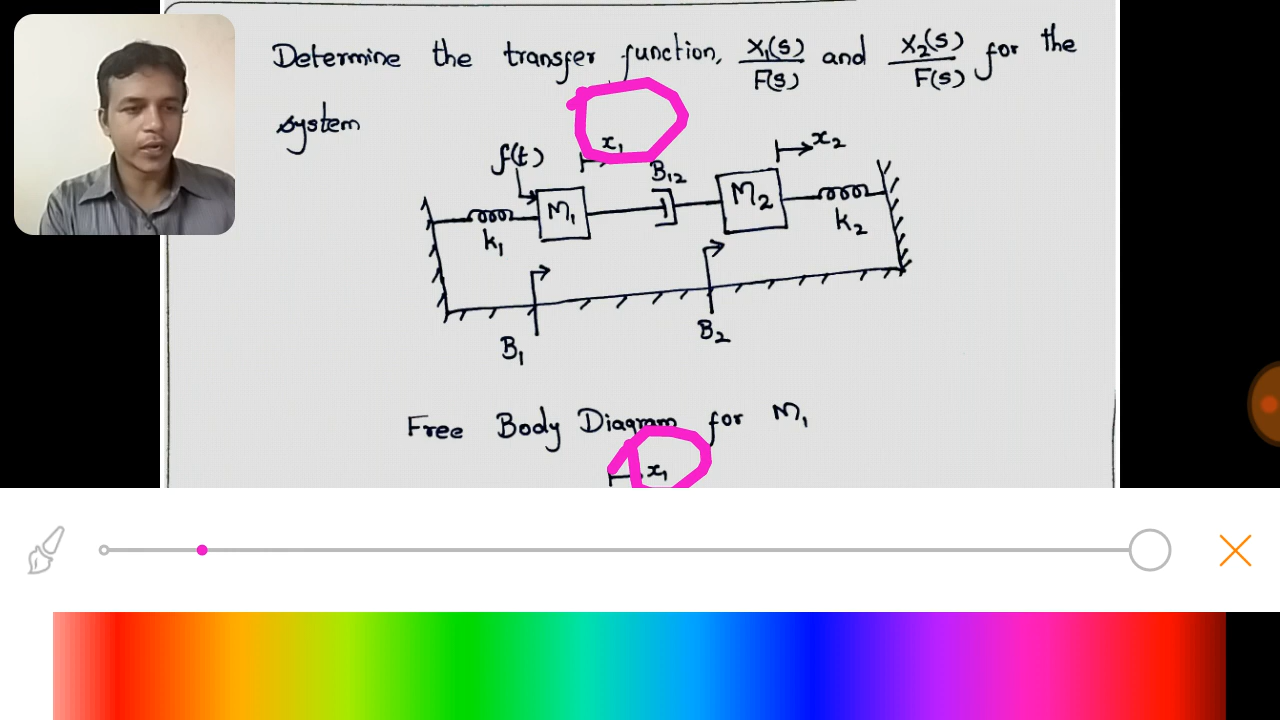 Determine the transfer function, X₁(s)/F(s) and X₂(s)/F(s) for the
system
f(t) x₁ B₁₂ x₂
M₁ M₂
k₁ k₂
B₁ B₂
Free Body Diagram for M₁
x₁